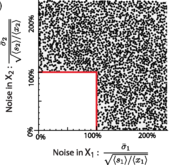 )
Noise in X₂ : σ̄₂ / √⟨s₂⟩/⟨x₂⟩
200%
100%
0%
0% 100% 200%
Noise in X₁ : σ̄₁ / √⟨s₁⟩/⟨x₁⟩